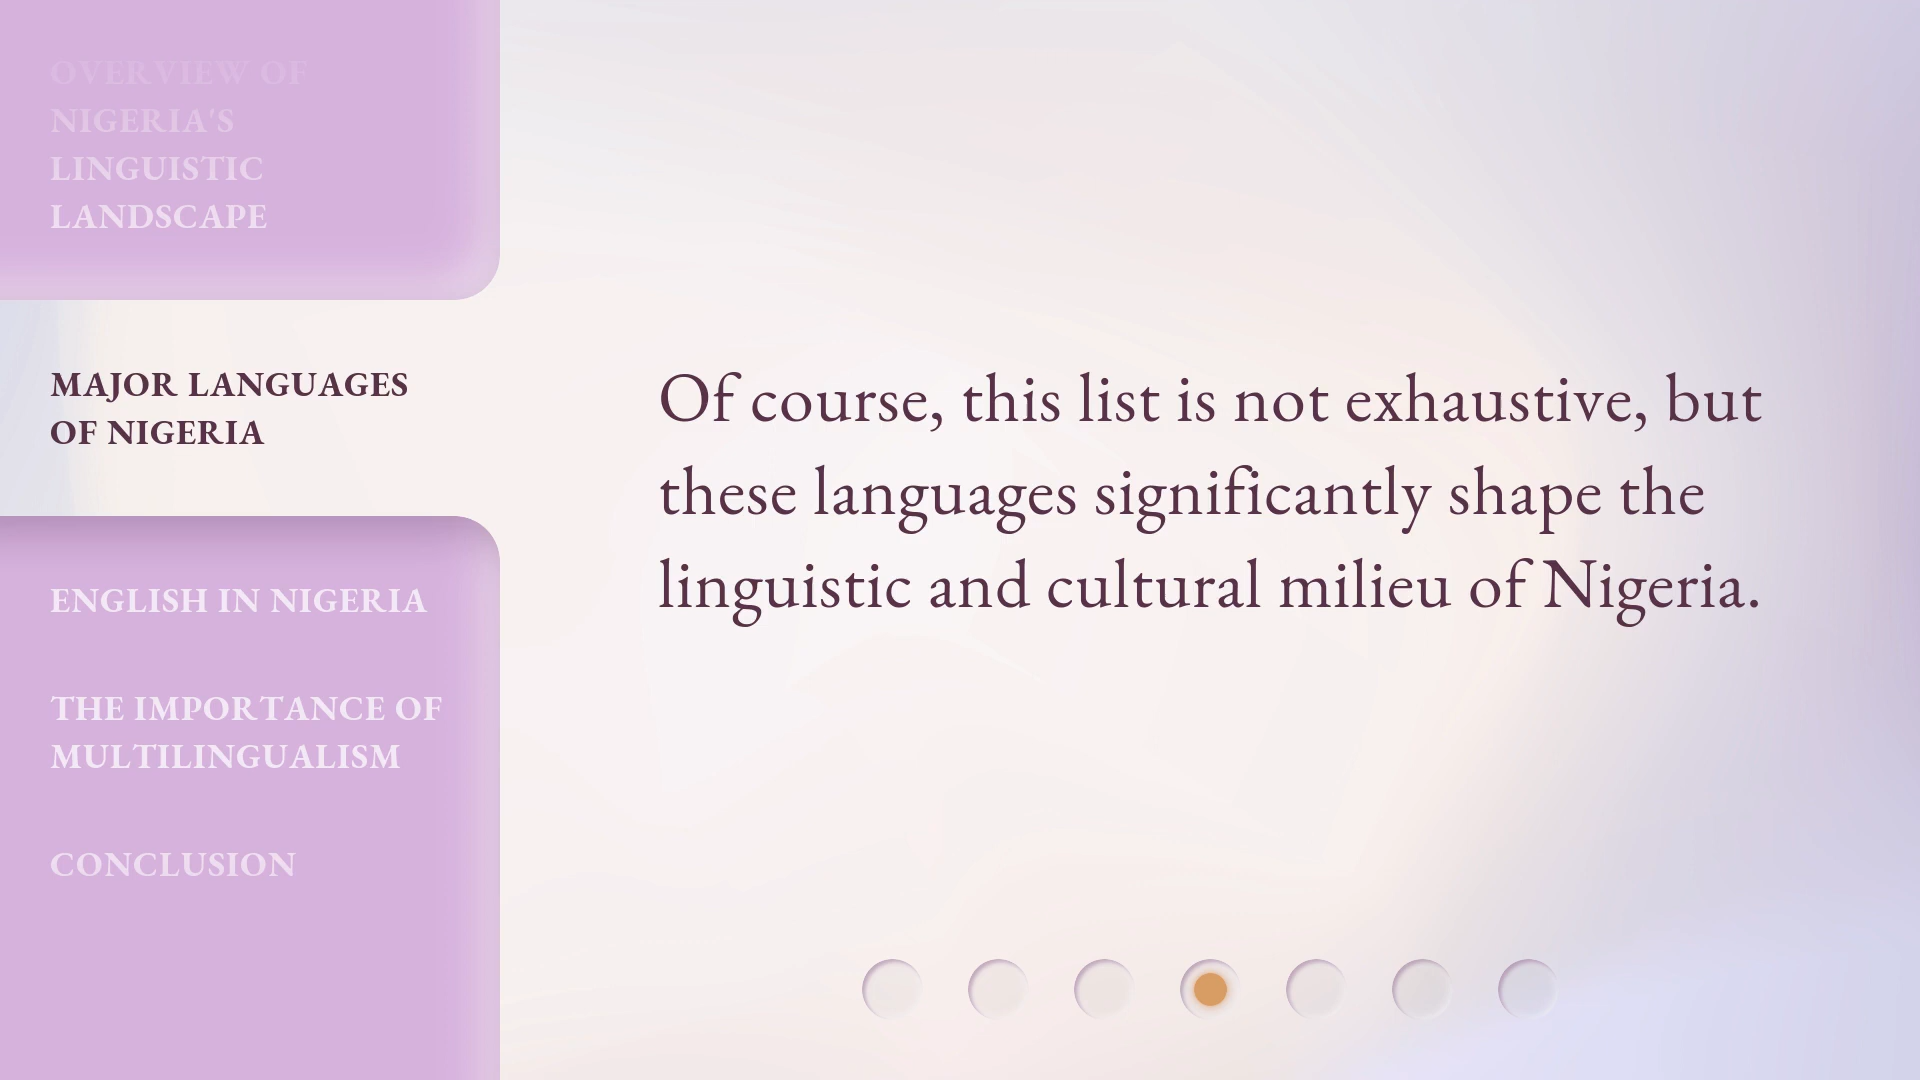 OVERVIEW OF
NIGERIA'S
LINGUISTIC
LANDSCAPE
MAJOR LANGUAGES
OF NIGERIA
ENGLISH IN NIGERIA
THE IMPORTANCE OF
MULTILINGUALISM
CONCLUSION
Of course, this list is not exhaustive, but
these languages significantly shape the
linguistic and cultural milieu of Nigeria.